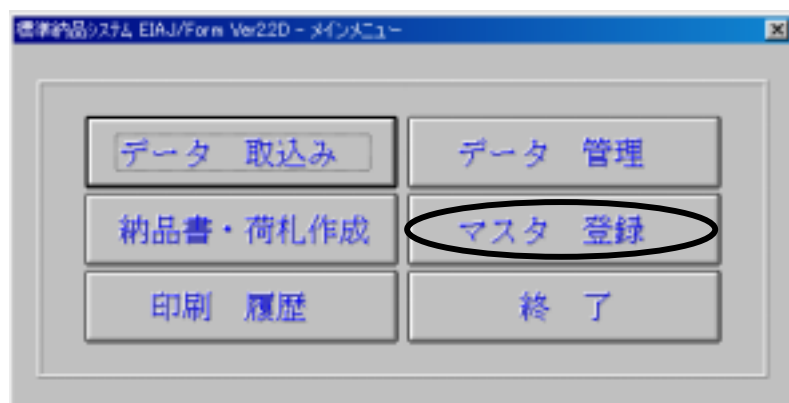 標準納品システム EIAJ/Form Ver2.2D - メインメニュー
データ 取込み データ 管理
納品書・荷札作成 マスタ 登録
印刷 履歴 終 了